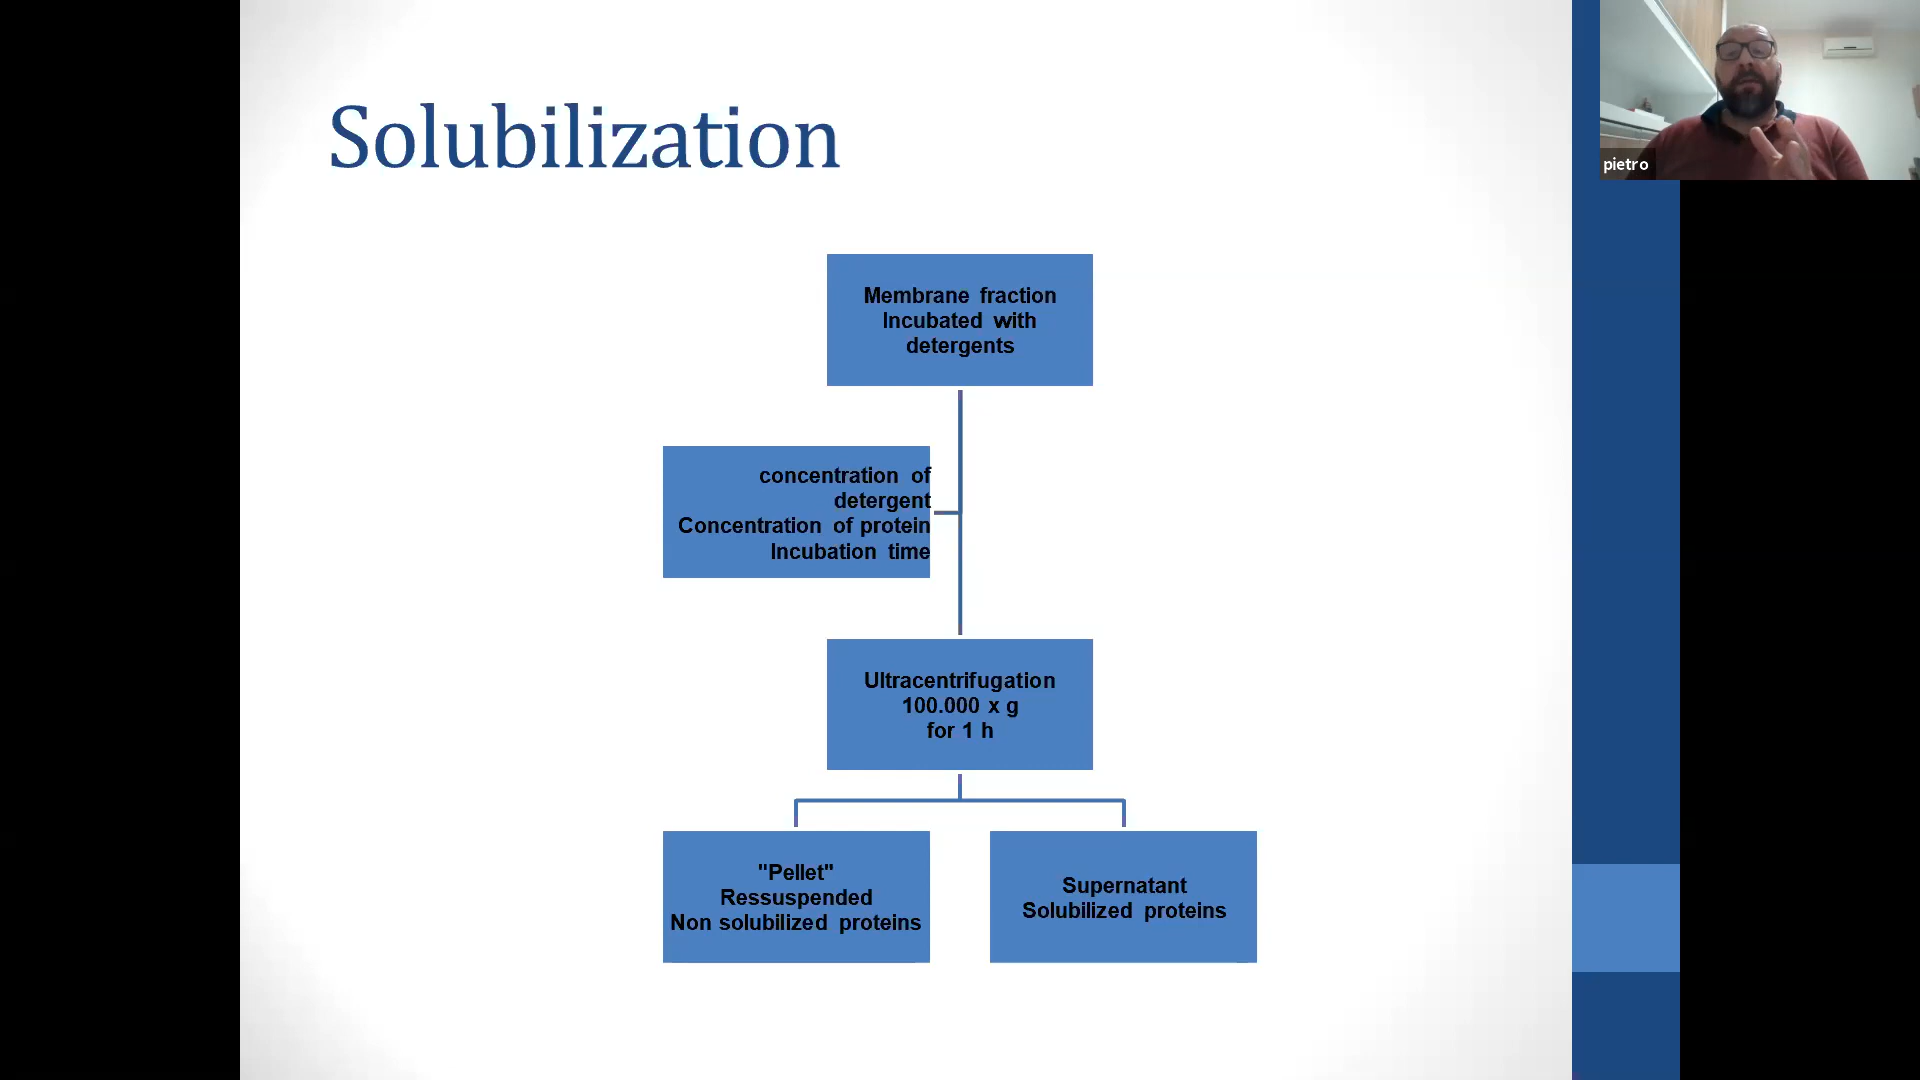 Solubilization
pietro
Membrane fraction
Incubated with
detergents
concentration of
detergent
Concentration of protein
Incubation time
Ultracentrifugation
100.000 x g
for 1 h
"Pellet"
Ressuspended
Non solubilized proteins
Supernatant
Solubilized proteins